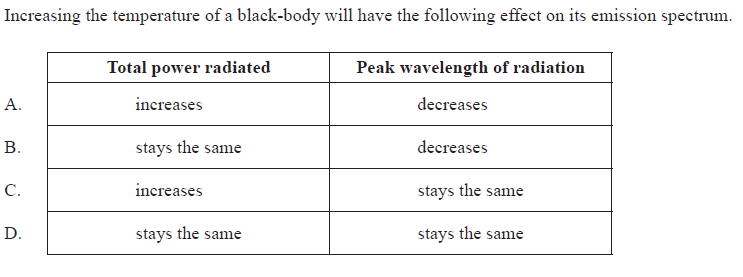 Increasing the temperature of a black-body will have the following effect on its emission spectrum.
Total power radiated Peak wavelength of radiation
A. increases decreases
B. stays the same decreases
C. increases stays the same
D. stays the same stays the same